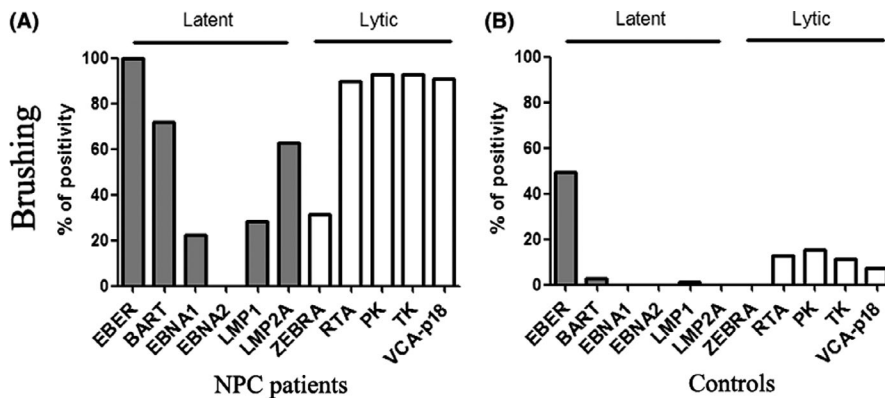 (A) Latent Lytic
Brushing
% of positivity
100
80
60
40
20
0
EBER
BART
EBNA1
EBNA2
LMP1
LMP2A
ZEBRA
RTA
PK
TK
VCA-p18
NPC patients
(B) Latent Lytic
% of positivity
100
80
60
40
20
0
EBER
BART
EBNA1
EBNA2
LMP1
LMP2A
ZEBRA
RTA
PK
TK
VCA-p18
Controls